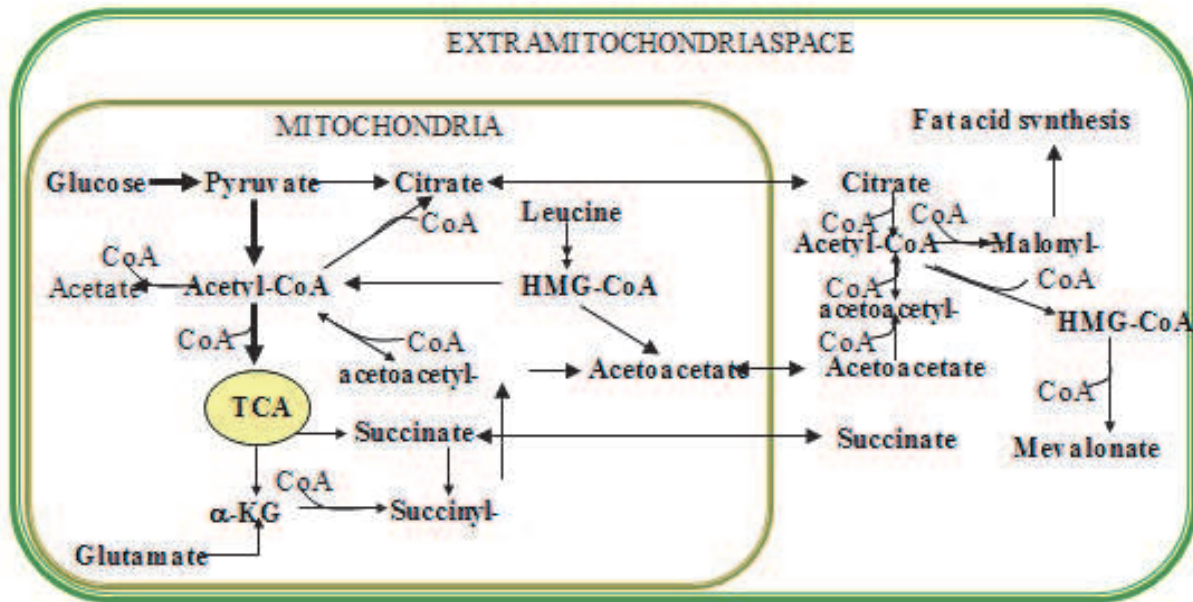 EXTRAMITOCHONDRIASPACE
MITOCHONDRIA
Fat acid svnthesis
Glucose
Pyruvate
Citrate
Citrate
Leucine
CoA
CoA
CoA
CoA
Acetyl-CoA
Malonyl-
Acetate
Acetyl-CoA
HMG-CoA
CoA
CoA
acetoacetyl-
HMG-CoA
CoA
CoA
CoA
acetoacetyl-
Acetoacetate
Acetoacetate
CoA
TCA
Succinate
Succinate
Mevalonate
CoA
α-KG
Succinyl-
Glutamate